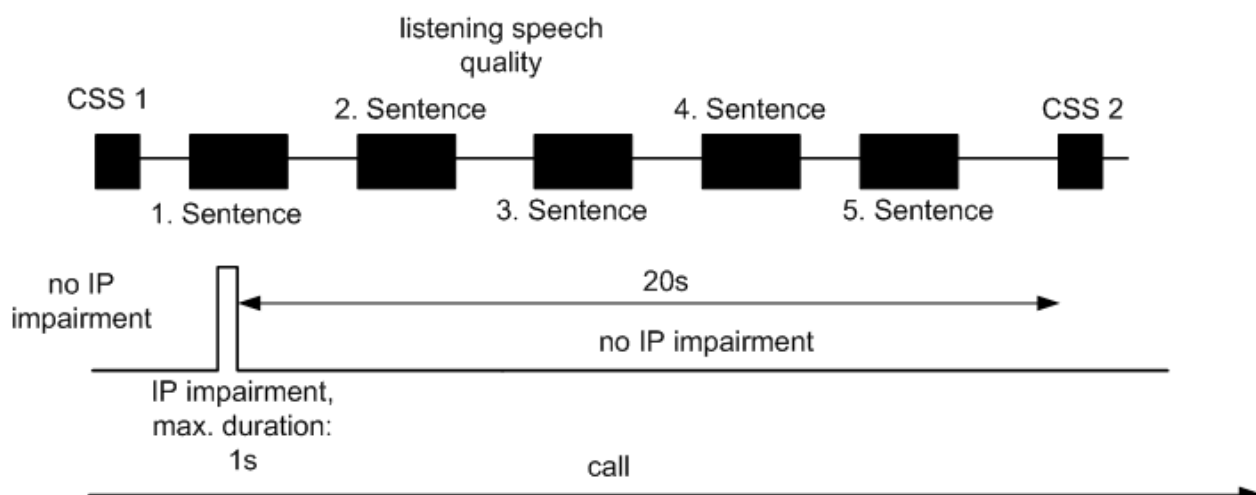 listening speech
quality
CSS 1
2. Sentence
4. Sentence
CSS 2
1. Sentence
3. Sentence
5. Sentence
no IP
impairment
20s
no IP impairment
IP impairment,
max. duration:
1s
call